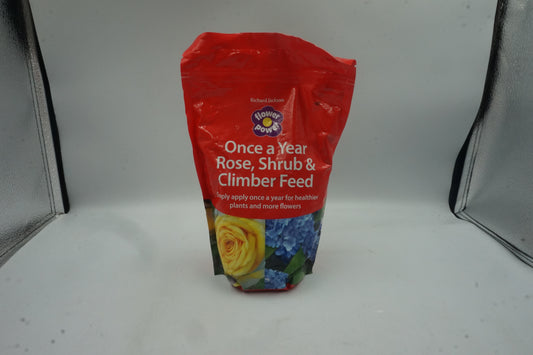 Richard Jackson
flower
power
Once a Year
Rose, Shrub &
Climber Feed
Simply apply once a year for healthier
plants and more flowers